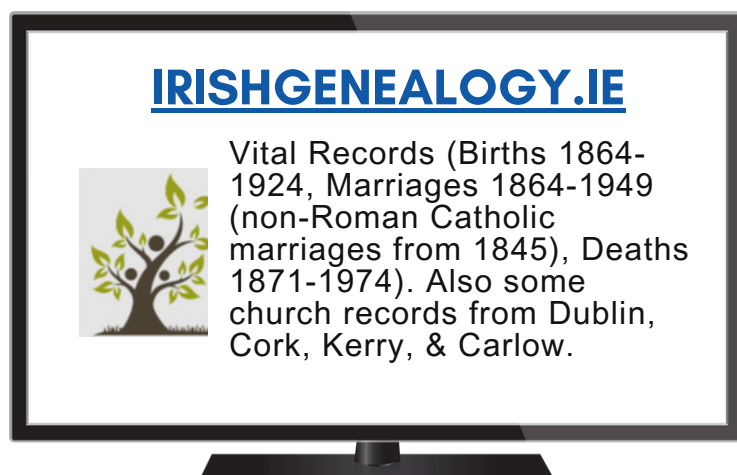 IRISHGENEALOGY.IE
Vital Records (Births 1864-
1924, Marriages 1864-1949
(non-Roman Catholic
marriages from 1845), Deaths
1871-1974). Also some
church records from Dublin,
Cork, Kerry, & Carlow.